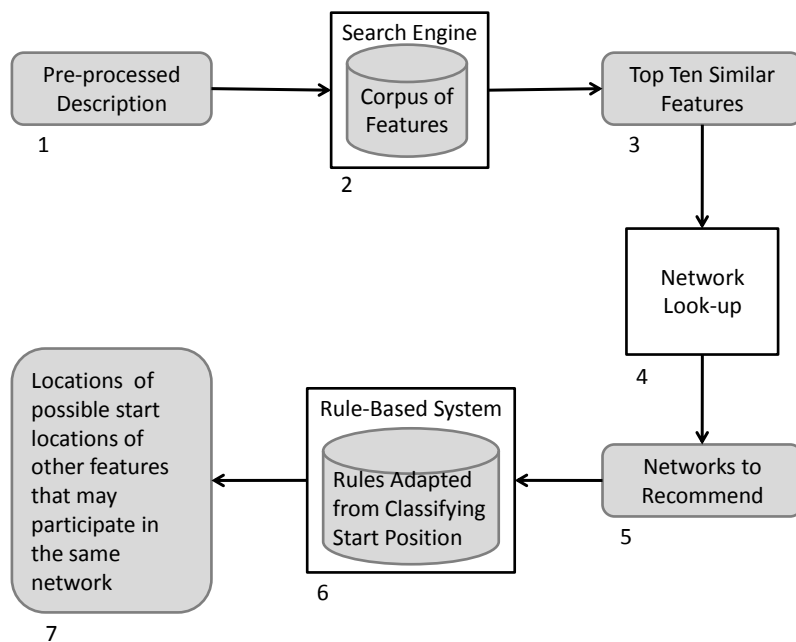 Pre-processed
Description
1
Search Engine
Corpus of
Features
2
Top Ten Similar
Features
3
Network
Look-up
4
Networks to
Recommend
5
Rule-Based System
Rules Adapted
from Classifying
Start Position
6
Locations of
possible start
locations of
other features
that may
participate in
the same
network
7